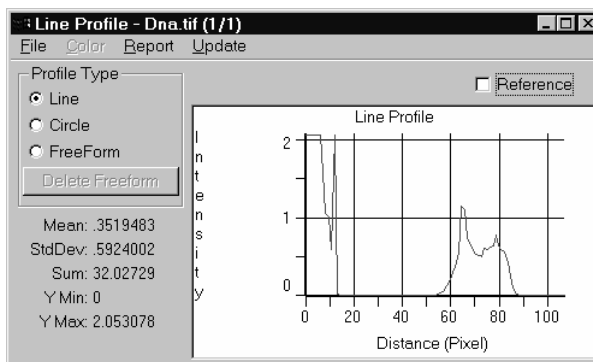 Line Profile - Dna.tif (1/1)
File Color Report Update
Profile Type
Line
Circle
FreeForm
Delete Freeform
Mean: .3519483
StdDev: .5924002
Sum: 32.02729
Y Min: 0
Y Max: 2.053078
Reference
Line Profile
Intensity
2
1
0
0 20 40 60 80 100
Distance (Pixel)